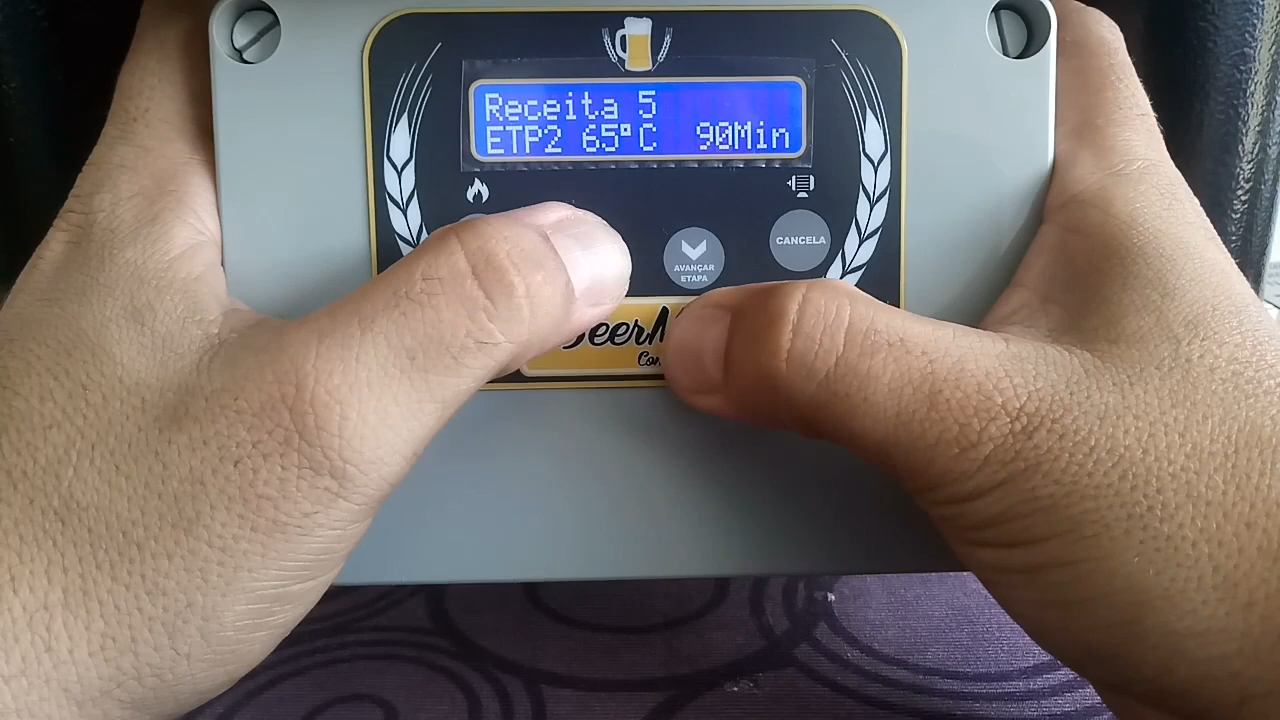 Receita 5
ETP2 65°C 90Min
AVANÇAR
ETAPA
CANCELA